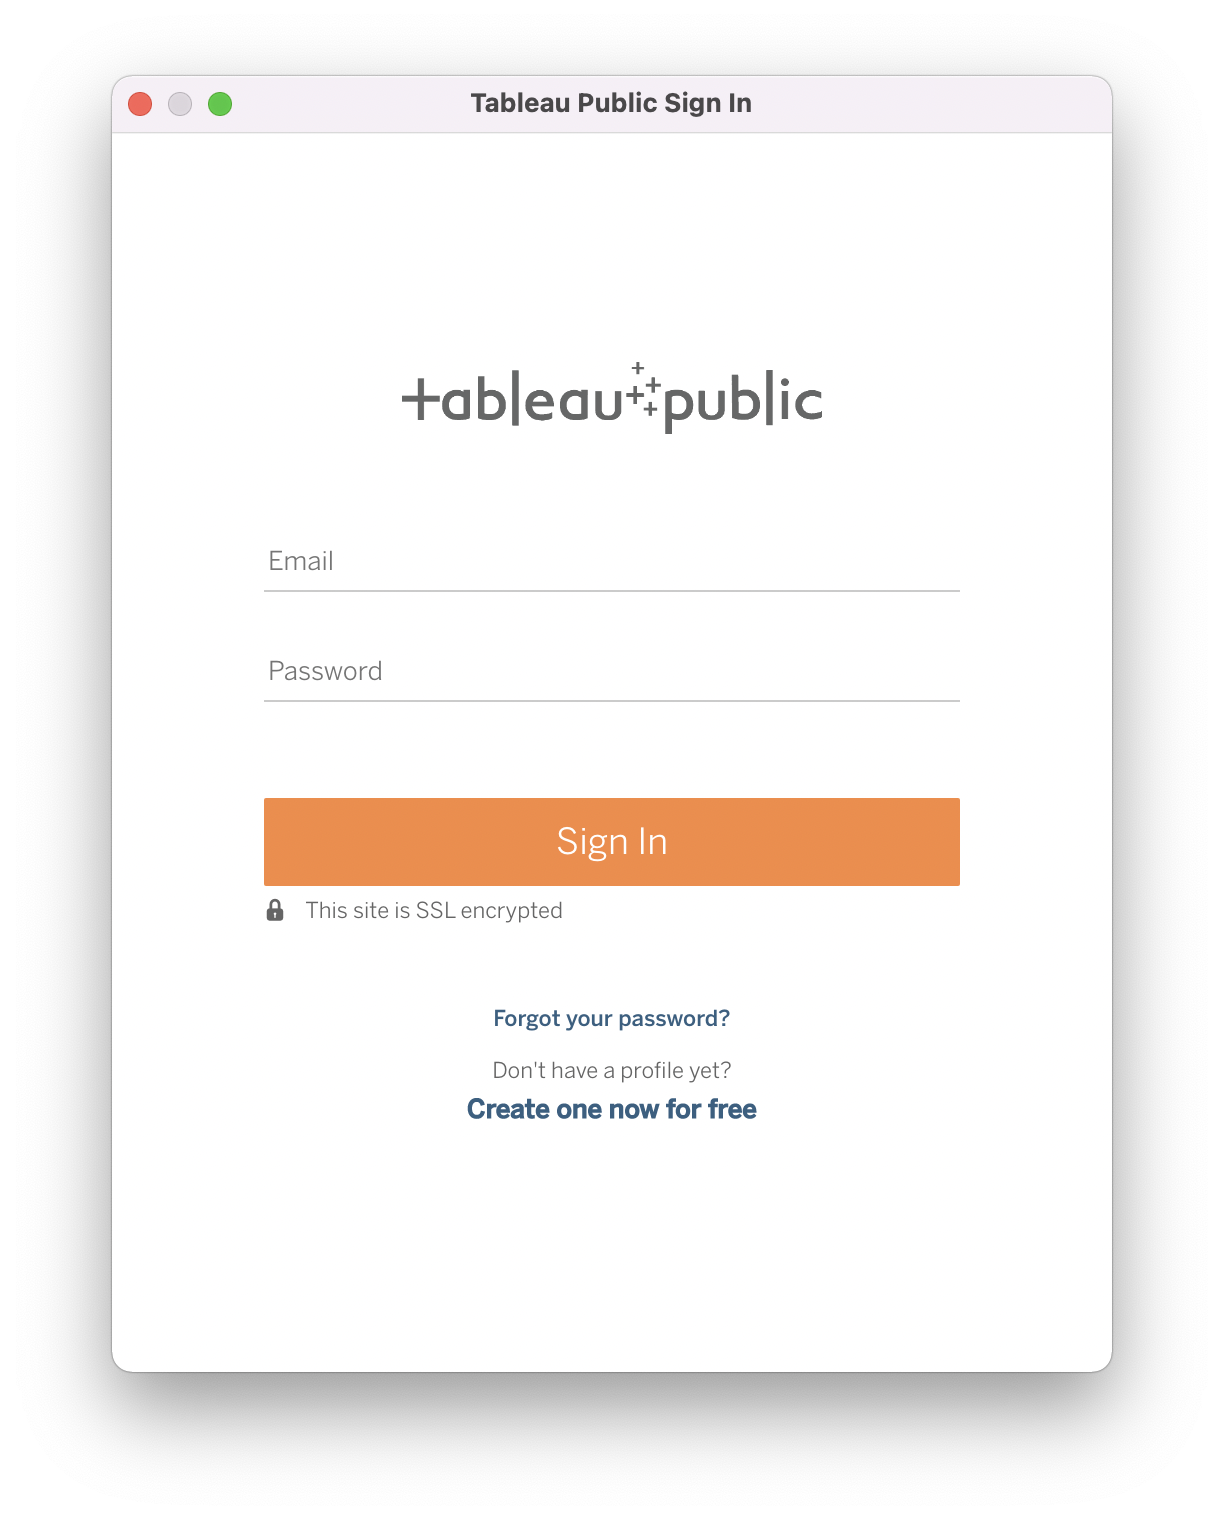 Tableau Public Sign In
tableau public
Email
Password
Sign In
This site is SSL encrypted
Forgot your password?
Don't have a profile yet?
Create one now for free